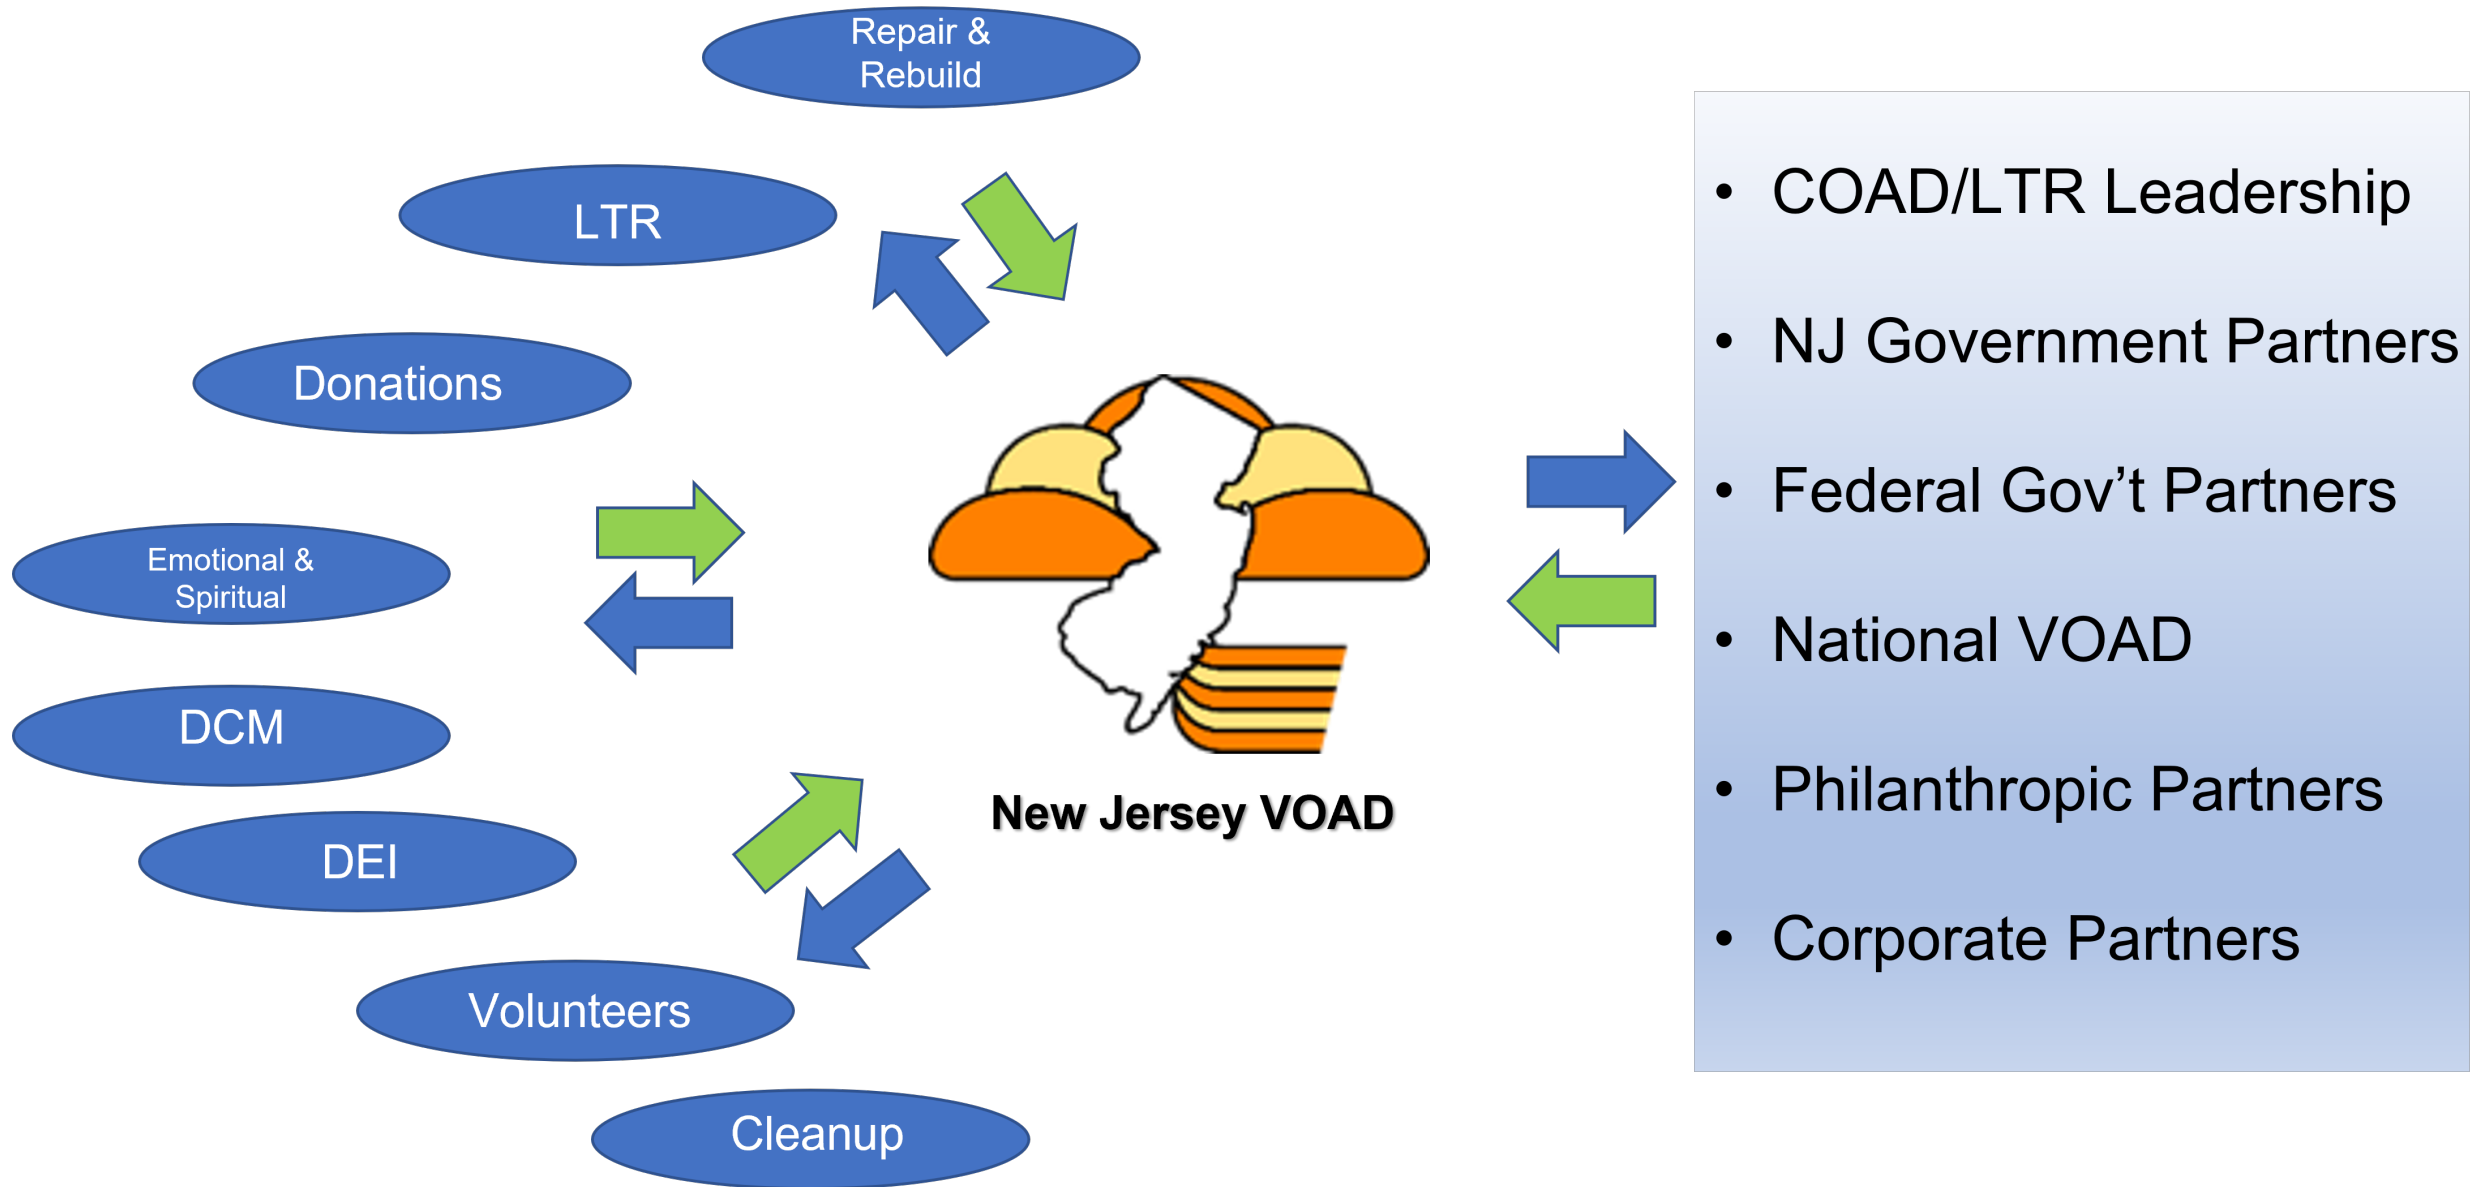 Repair &
Rebuild
LTR
Donations
Emotional &
Spiritual
DCM
DEI
Volunteers
Cleanup
New Jersey VOAD
• COAD/LTR Leadership
• NJ Government Partners
• Federal Gov’t Partners
• National VOAD
• Philanthropic Partners
• Corporate Partners